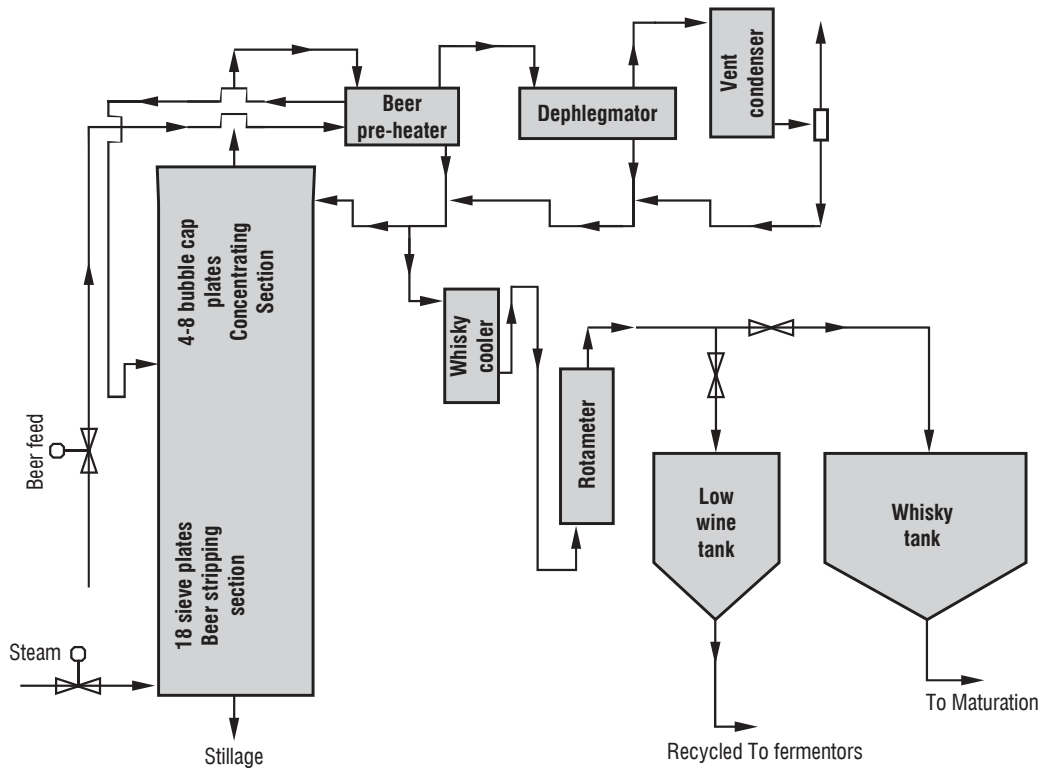 Beer
pre-heater
Dephlegmator
Vent
condenser
4-8 bubble cap
plates
Concentrating
Section
Whisky
cooler
Rotameter
Beer feed
Low
wine
tank
Whisky
tank
18 sieve plates
Beer stripping
section
Steam
Stillage
To Maturation
Recycled To fermentors